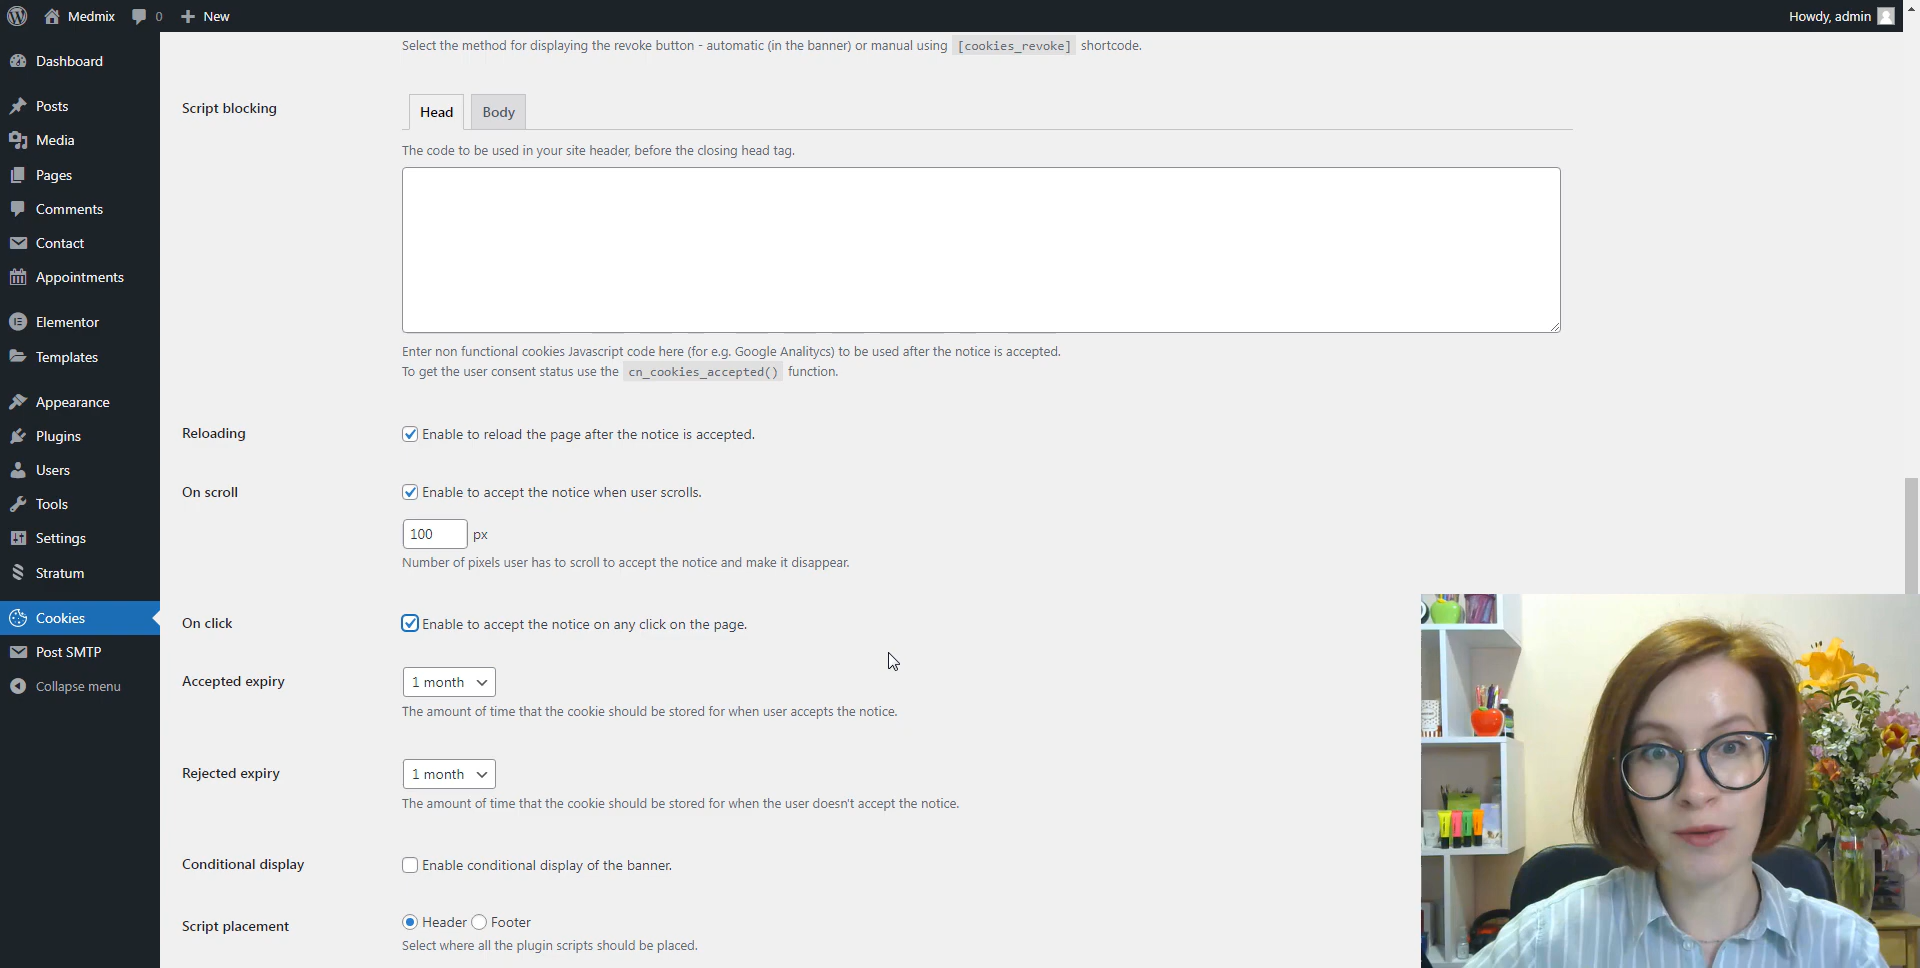 Medmix
0
New
Howdy, admin
Dashboard
Posts
Media
Pages
Comments
Contact
Appointments
Elementor
Templates
Appearance
Plugins
Users
Tools
Settings
Stratum
Cookies
Post SMTP
Collapse menu
Select the method for displaying the revoke button - automatic (in the banner) or manual using [cookies_revoke] shortcode.
Script blocking
Head Body
The code to be used in your site header, before the closing head tag.
Enter non functional cookies Javascript code here (for e.g. Google Analitycs) to be used after the notice is accepted.
To get the user consent status use the cn_cookies_accepted() function.
Reloading
Enable to reload the page after the notice is accepted.
On scroll
Enable to accept the notice when user scrolls.
100 px
Number of pixels user has to scroll to accept the notice and make it disappear.
On click
Enable to accept the notice on any click on the page.
Accepted expiry
1 month
The amount of time that the cookie should be stored for when user accepts the notice.
Rejected expiry
1 month
The amount of time that the cookie should be stored for when the user doesn't accept the notice.
Conditional display
Enable conditional display of the banner.
Script placement
Header Footer
Select where all the plugin scripts should be placed.